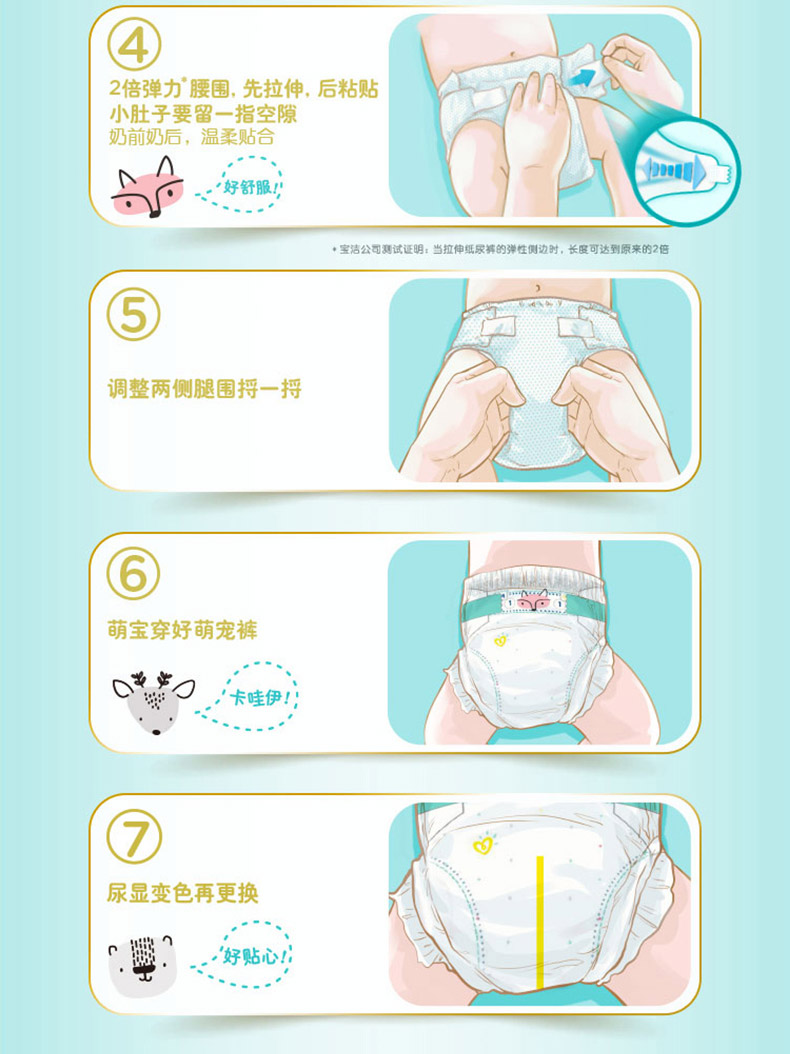 ④
2倍弹力*腰围, 先拉伸, 后粘贴
小肚子要留一指空隙
奶前奶后, 温柔贴合
好舒服!
*宝洁公司测试证明: 当拉伸纸尿裤的弹性侧边时, 长度可达到原来的2倍
⑤
调整两侧腿围捋一捋
⑥
萌宝穿好萌宠裤
1 1
卡哇伊!
⑦
尿显变色再更换
好贴心!